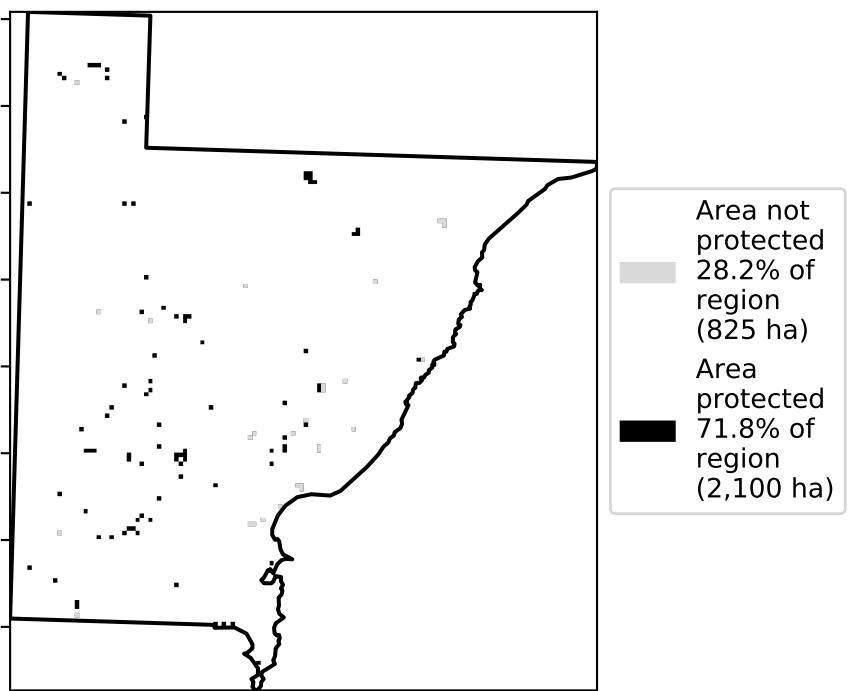 Area not
protected
28.2% of
region
(825 ha)
Area
protected
71.8% of
region
(2,100 ha)